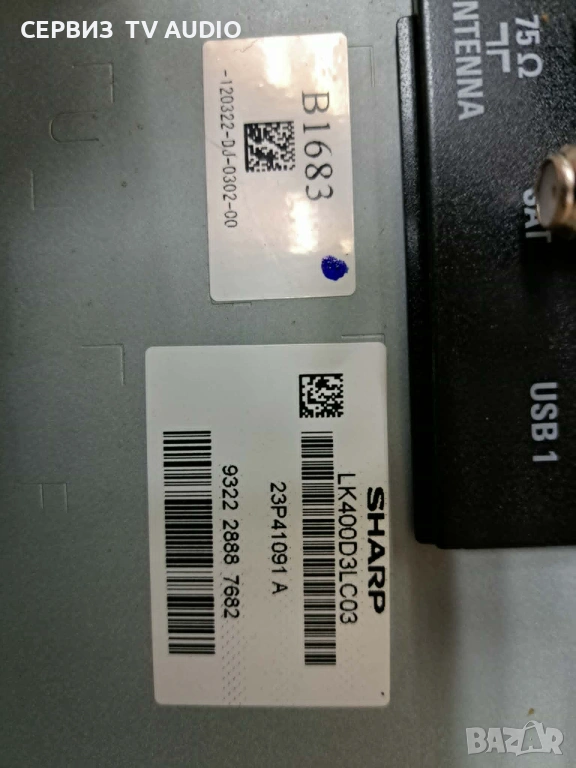 СЕРВИЗ TV AUDIO
B1683
-120322-DJ-0302-00
75 Ω
ANTENNA
SAT
USB 1
SHARP
LK400D3LC03
23P41091 A
9322 2888 7682
BAZAR